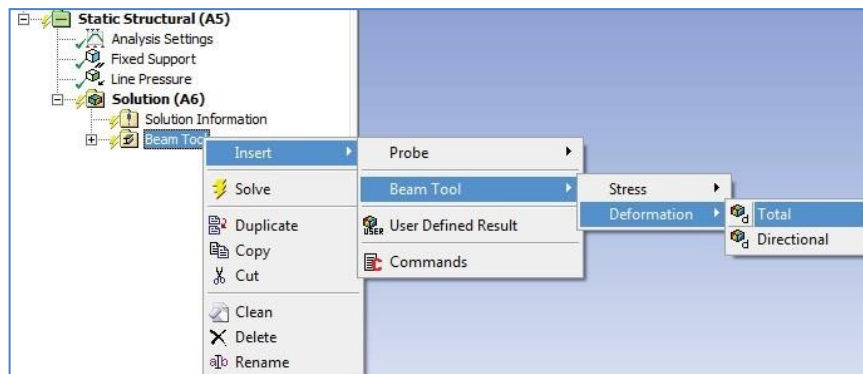 Static Structural (A5)
Analysis Settings
Fixed Support
Line Pressure
Solution (A6)
Solution Information
Beam Tool
Insert
Solve
Duplicate
Copy
Cut
Clean
Delete
Rename
Probe
Beam Tool
User Defined Result
Commands
Stress
Deformation
Total
Directional